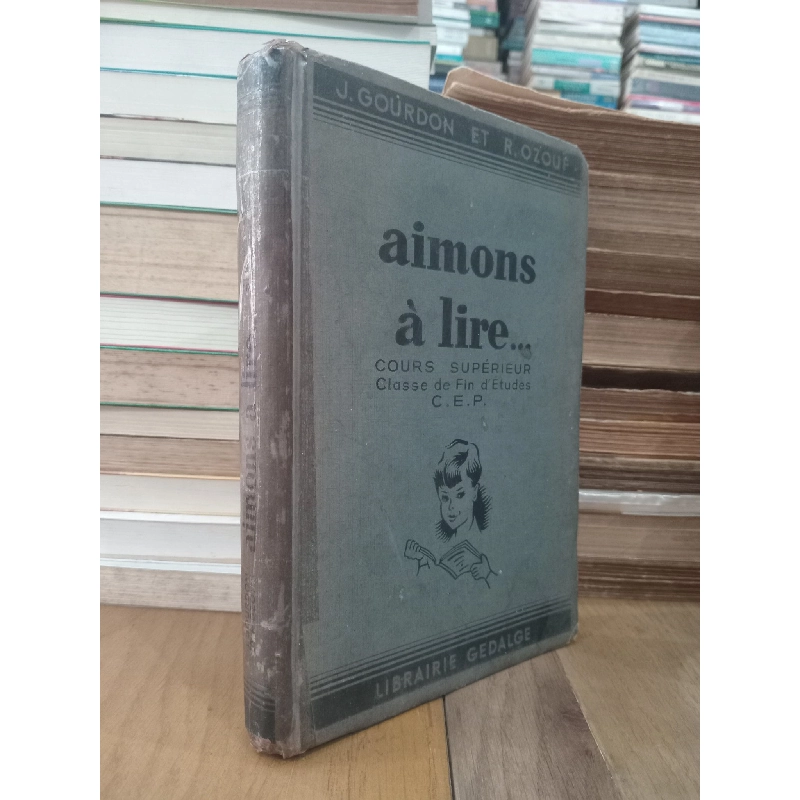 J. GOURDON ET R. OZOUF
aimons
à lire...
COURS SUPÉRIEUR
Classe de Fin d'Études
C.E.P.
LIBRAIRIE GEDALGE
aimons à lire